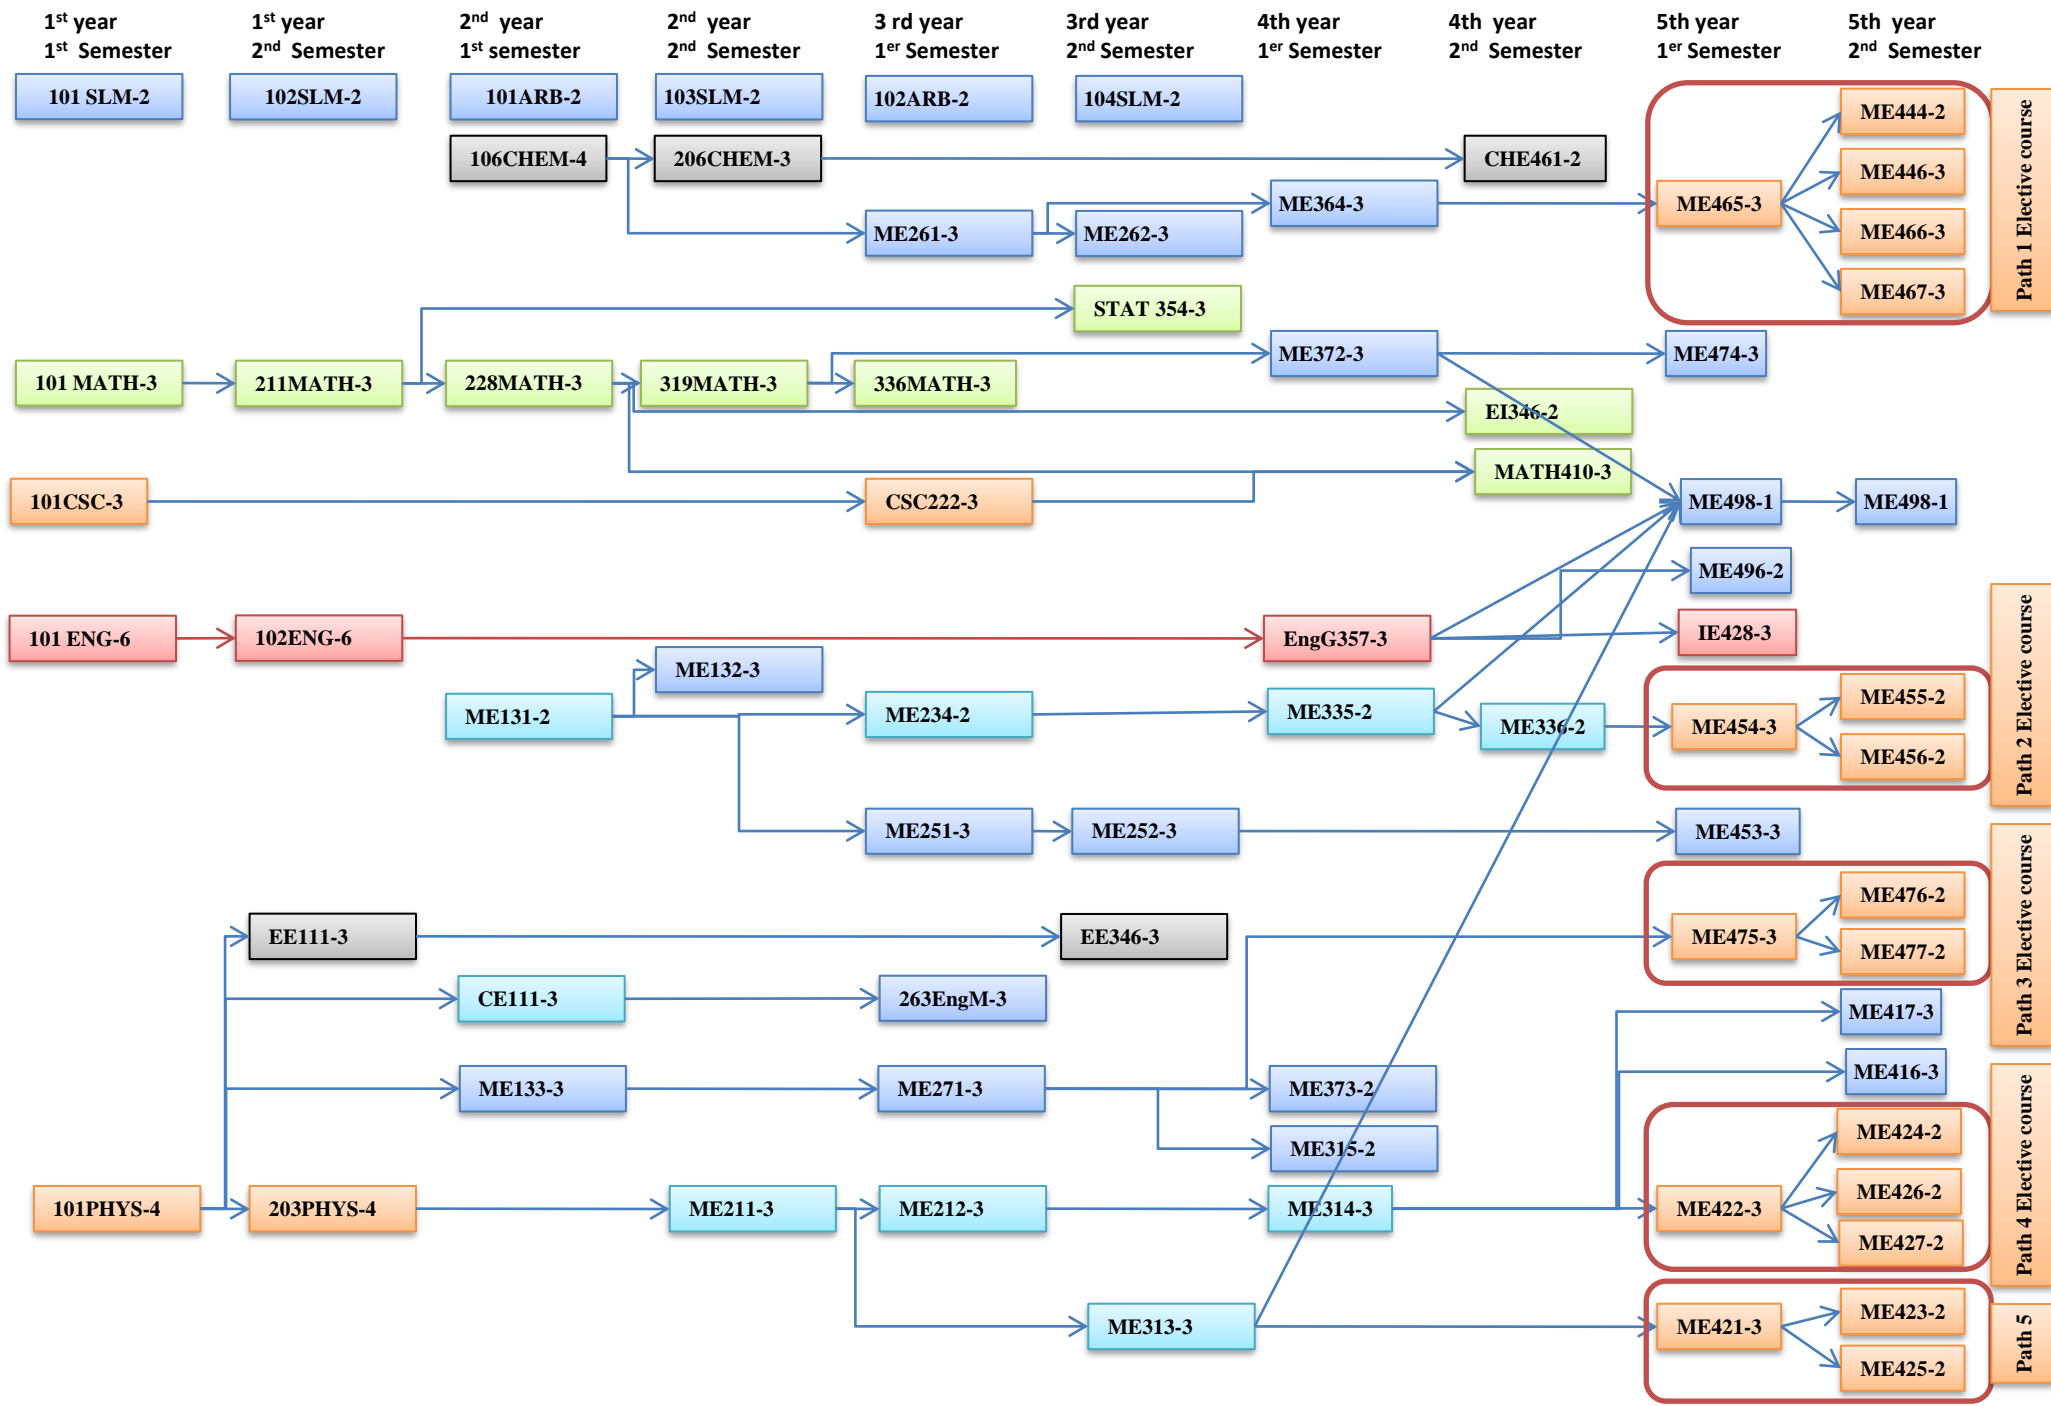 1st year
1st Semester
1st year
2nd Semester
2nd year
1st semester
2nd year
2nd Semester
3 rd year
1er Semester
3rd year
2nd Semester
4th year
1er Semester
4th year
2nd Semester
5th year
1er Semester
5th year
2nd Semester
101 SLM-2
102SLM-2
101ARB-2
103SLM-2
102ARB-2
104SLM-2
ME444-2
106CHEM-4
206CHEM-3
CHE461-2
ME446-3
ME364-3
ME465-3
ME261-3
ME262-3
ME466-3
ME467-3
Path 1 Elective course
STAT 354-3
ME372-3
ME474-3
101 MATH-3
211MATH-3
228MATH-3
319MATH-3
336MATH-3
EI346-2
MATH410-3
101CSC-3
CSC222-3
ME498-1
ME498-1
ME496-2
101 ENG-6
102ENG-6
EngG357-3
IE428-3
ME132-3
ME131-2
ME234-2
ME335-2
ME336-2
ME454-3
ME455-2
ME456-2
Path 2 Elective course
ME251-3
ME252-3
ME453-3
ME476-2
EE111-3
EE346-3
ME475-3
ME477-2
Path 3 Elective course
CE111-3
263EngM-3
ME417-3
ME133-3
ME271-3
ME373-2
ME416-3
ME315-2
ME424-2
101PHYS-4
203PHYS-4
ME211-3
ME212-3
ME314-3
ME422-3
ME426-2
ME427-2
Path 4 Elective course
ME313-3
ME421-3
ME423-2
ME425-2
Path 5